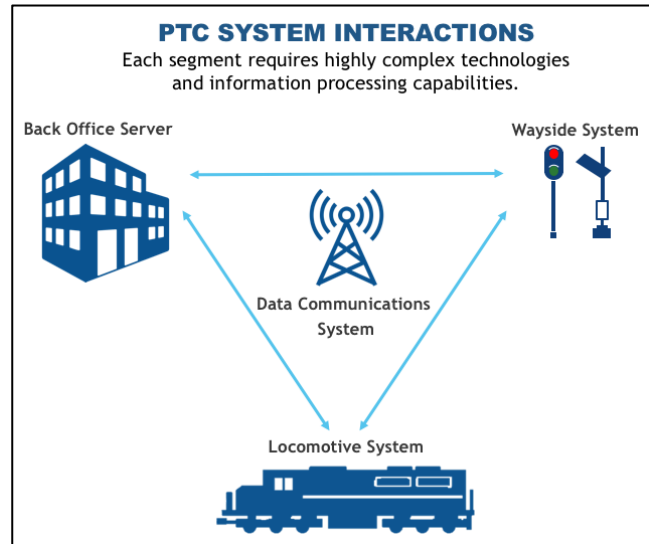 PTC SYSTEM INTERACTIONS
Each segment requires highly complex technologies
and information processing capabilities.
Back Office Server
Wayside System
Data Communications
System
Locomotive System